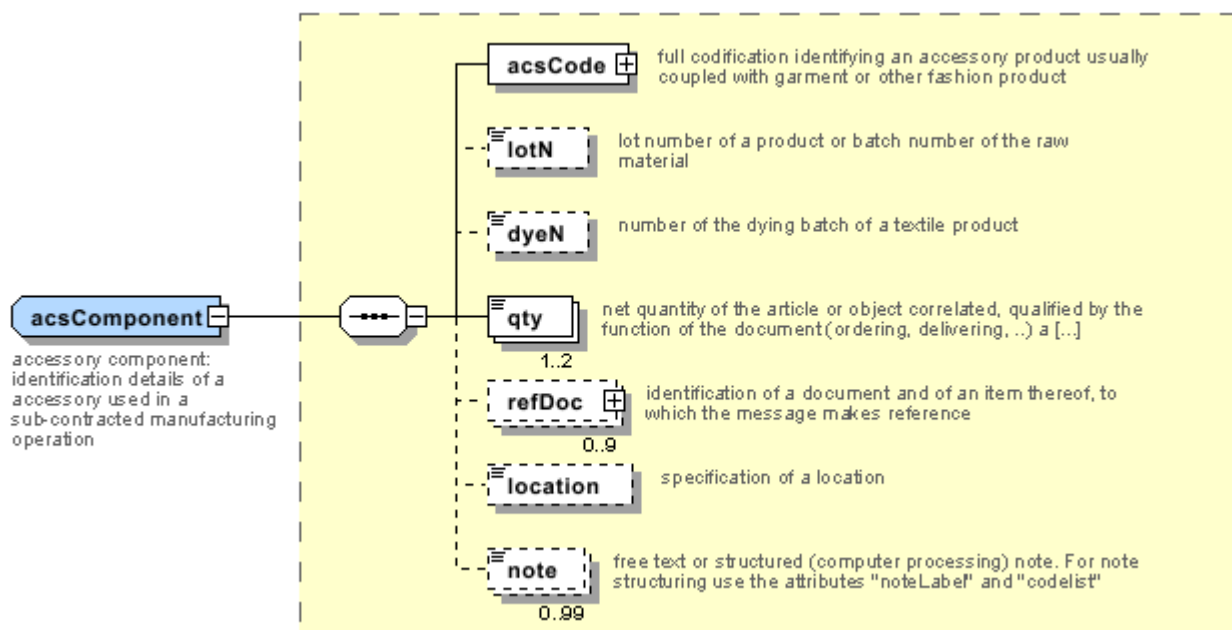 acsCode
full codification identifying an accessory product usually
coupled with garment or other fashion product
lotN
lot number of a product or batch number of the raw
material
dyeN
number of the dying batch of a textile product
acsComponent
accessory component:
identification details of a
accessory used in a
sub-contracted manufacturing
operation
qty
net quantity of the article or object correlated, qualified by the
function of the document (ordering, delivering, ..) a [...]
1..2
refDoc
identification of a document and of an item thereof, to
which the message makes reference
0..9
location
specification of a location
note
free text or structured (computer processing) note. For note
structuring use the attributes "noteLabel" and "codelist"
0..99